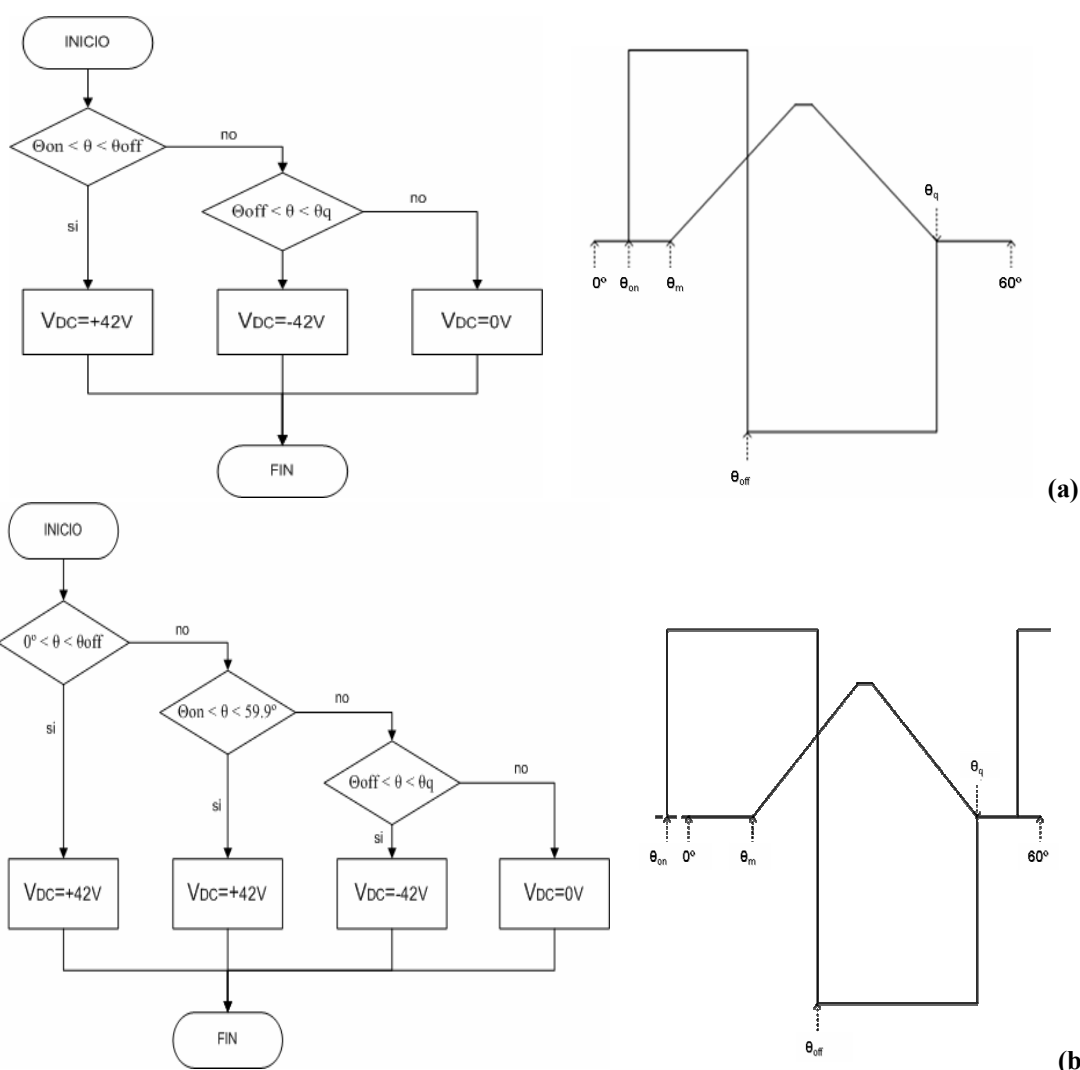 INICIO
Θon < θ < θoff
no
si
Θoff < θ < θq
no
VDC=+42V
VDC=-42V
VDC=0V
FIN
θq
0º
θon
θm
60º
θoff
(a)
INICIO
0º < θ < θoff
no
si
Θon < θ < 59.9º
no
si
Θoff < θ < θq
no
si
VDC=+42V
VDC=+42V
VDC=-42V
VDC=0V
FIN
θq
θon
0º
θm
60º
θoff
(b